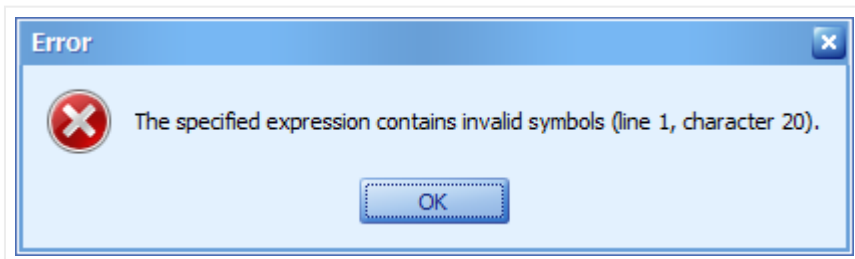 Error
The specified expression contains invalid symbols (line 1, character 20).
OK